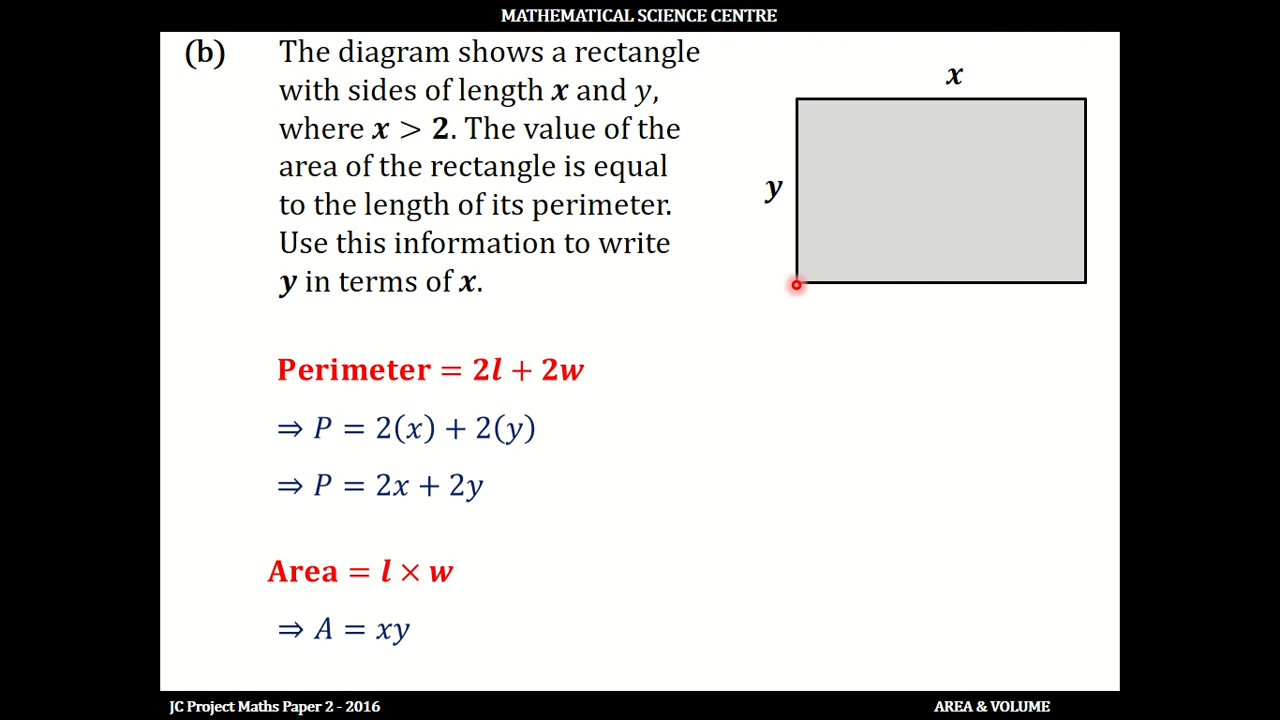 MATHEMATICAL SCIENCE CENTRE
(b) The diagram shows a rectangle
with sides of length x and y,
where x > 2. The value of the
area of the rectangle is equal
to the length of its perimeter.
Use this information to write
y in terms of x.
x
y
Perimeter = 2l + 2w
⇒ P = 2(x) + 2(y)
⇒ P = 2x + 2y
Area = l × w
⇒ A = xy
JC Project Maths Paper 2 - 2016
AREA & VOLUME